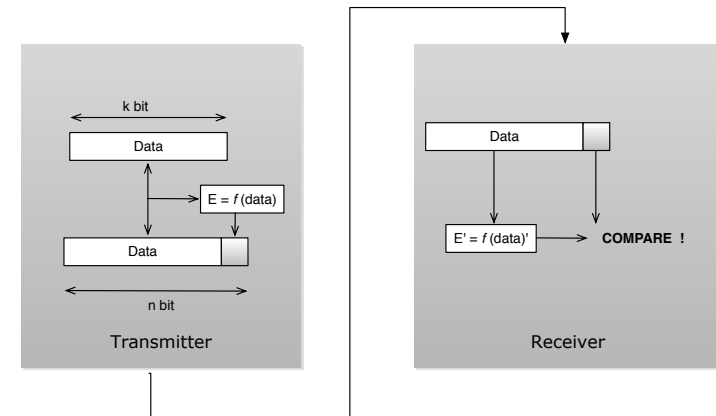 k bit
Data
E = f (data)
Data
n bit
Transmitter
Data
E' = f (data)'
COMPARE !
Receiver